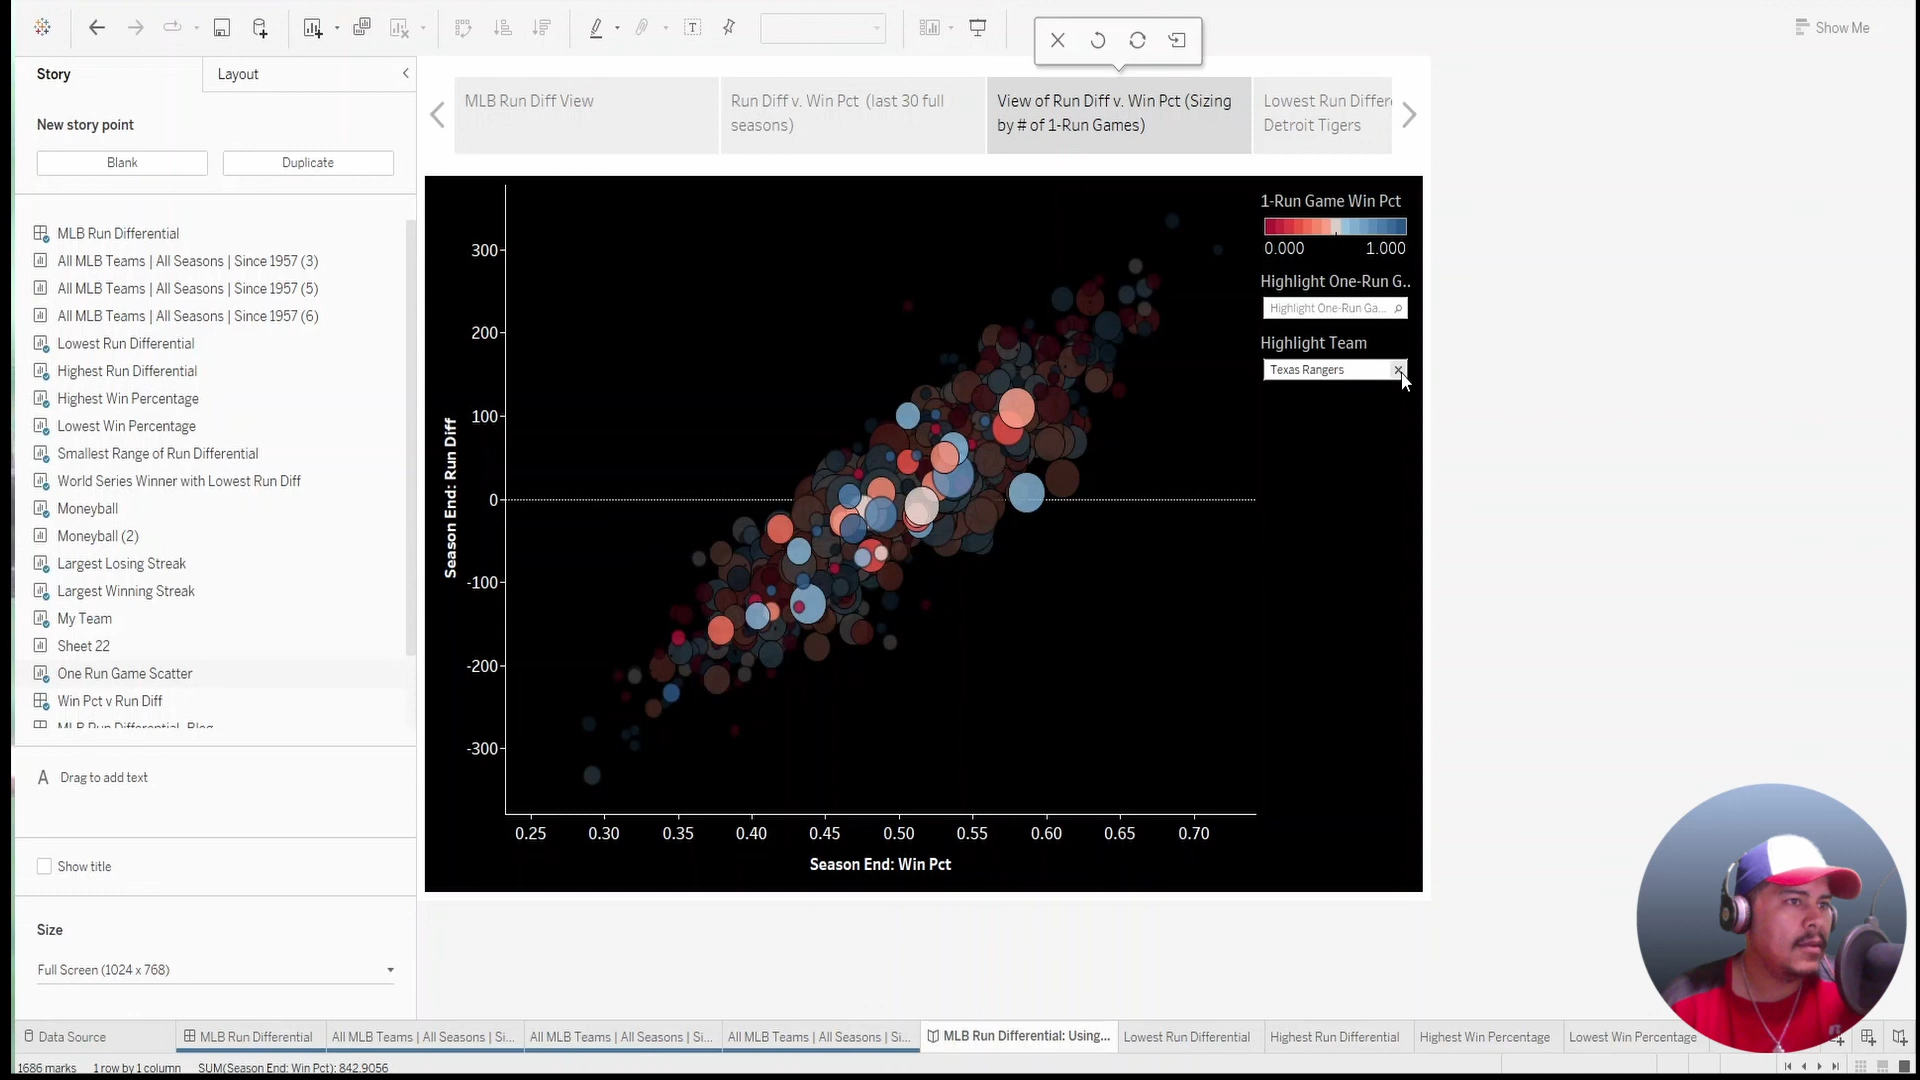 Show Me
Story
Layout
New story point
Blank
Duplicate
MLB Run Differential
All MLB Teams | All Seasons | Since 1957 (3)
All MLB Teams | All Seasons | Since 1957 (5)
All MLB Teams | All Seasons | Since 1957 (6)
Lowest Run Differential
Highest Run Differential
Highest Win Percentage
Lowest Win Percentage
Smallest Range of Run Differential
World Series Winner with Lowest Run Diff
Moneyball
Moneyball (2)
Largest Losing Streak
Largest Winning Streak
My Team
Sheet 22
One Run Game Scatter
Win Pct v Run Diff
MLB Run Differential Blog
A Drag to add text
Show title
Size
Full Screen (1024 x 768)
MLB Run Diff View
Run Diff v. Win Pct (last 30 full
seasons)
View of Run Diff v. Win Pct (Sizing
by # of 1-Run Games)
Lowest Run Differe
Detroit Tigers
Season End: Run Diff
300
200
100
0
-100
-200
-300
0.25 0.30 0.35 0.40 0.45 0.50 0.55 0.60 0.65 0.70
Season End: Win Pct
1-Run Game Win Pct
0.000 1.000
Highlight One-Run G..
Highlight One-Run Ga...
Highlight Team
Texas Rangers
Data Source
MLB Run Differential
All MLB Teams | All Seasons | Si...
All MLB Teams | All Seasons | Si...
All MLB Teams | All Seasons | Si...
MLB Run Differential: Using...
Lowest Run Differential
Highest Run Differential
Highest Win Percentage
Lowest Win Percentage
1686 marks 1 row by 1 column SUM(Season End: Win Pct): 842.9056